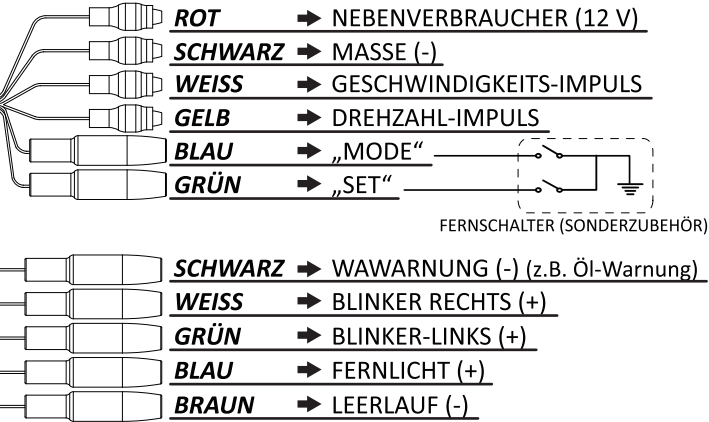 ROT → NEBENVERBRAUCHER (12 V)
SCHWARZ → MASSE (-)
WEISS → GESCHWINDIGKEITS-IMPULS
GELB → DREHZAHL-IMPULS
BLAU → „MODE“
GRÜN → „SET“
FERNSCHALTER (SONDERZUBEHÖR)
SCHWARZ → WAWARNUNG (-) (z.B. Öl-Warnung)
WEISS → BLINKER RECHTS (+)
GRÜN → BLINKER-LINKS (+)
BLAU → FERNLICHT (+)
BRAUN → LEERLAUF (-)